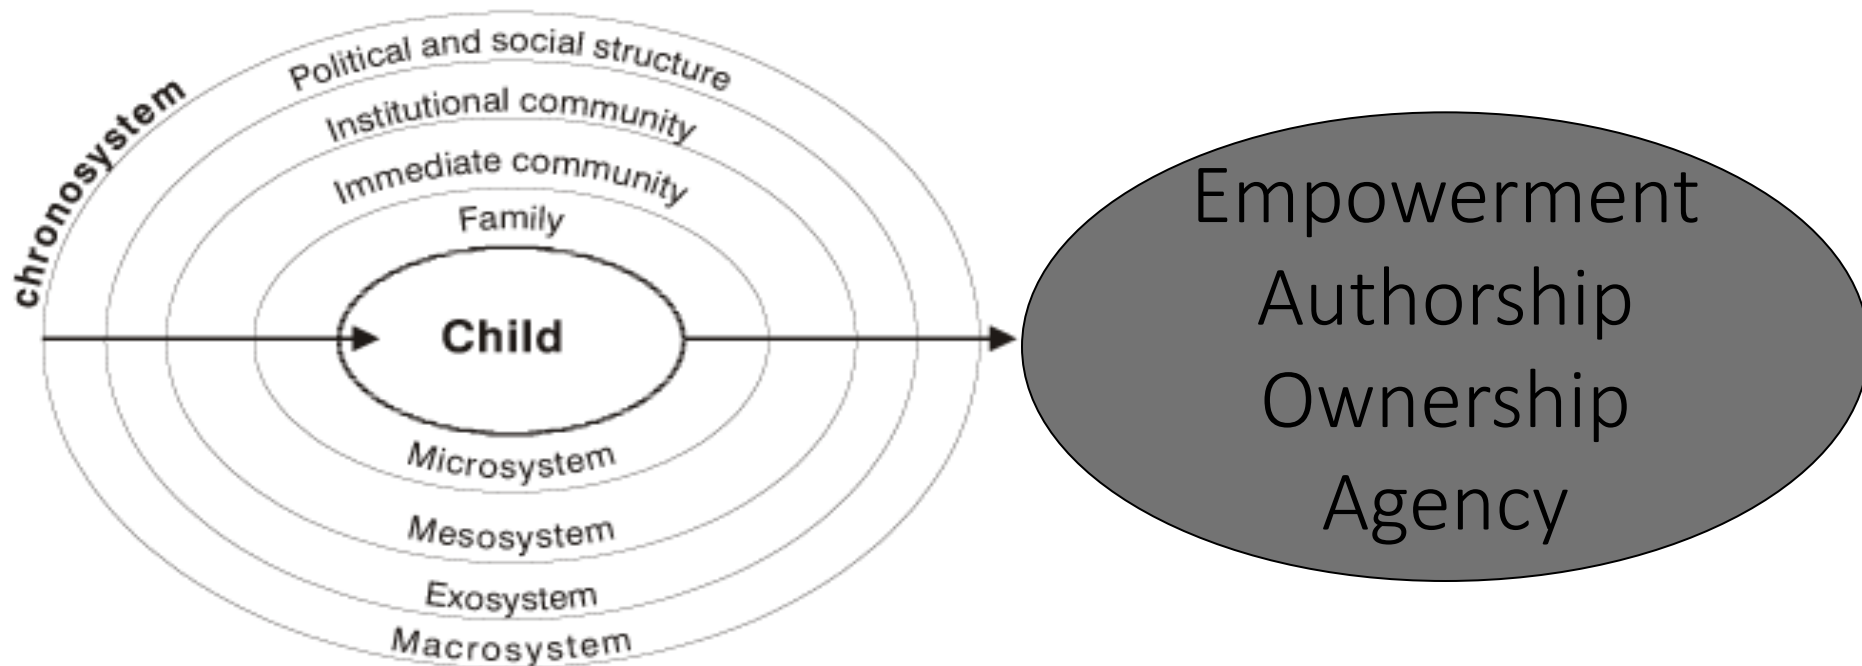 chronosystem
Political and social structure
Institutional community
Immediate community
Family
Child
Microsystem
Mesosystem
Exosystem
Macrosystem
Empowerment
Authorship
Ownership
Agency